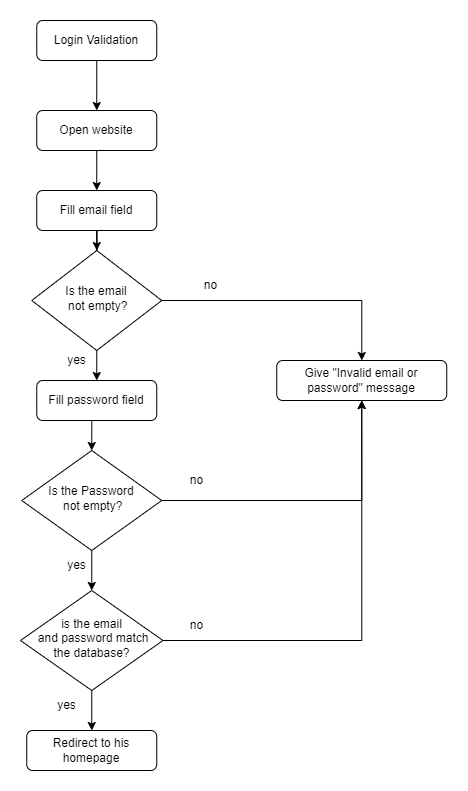 Login Validation
Open website
Fill email field
Is the email
not empty?
no
yes
Give "Invalid email or
password" message
Fill password field
Is the Password
not empty?
no
yes
is the email
and password match
the database?
no
yes
Redirect to his
homepage